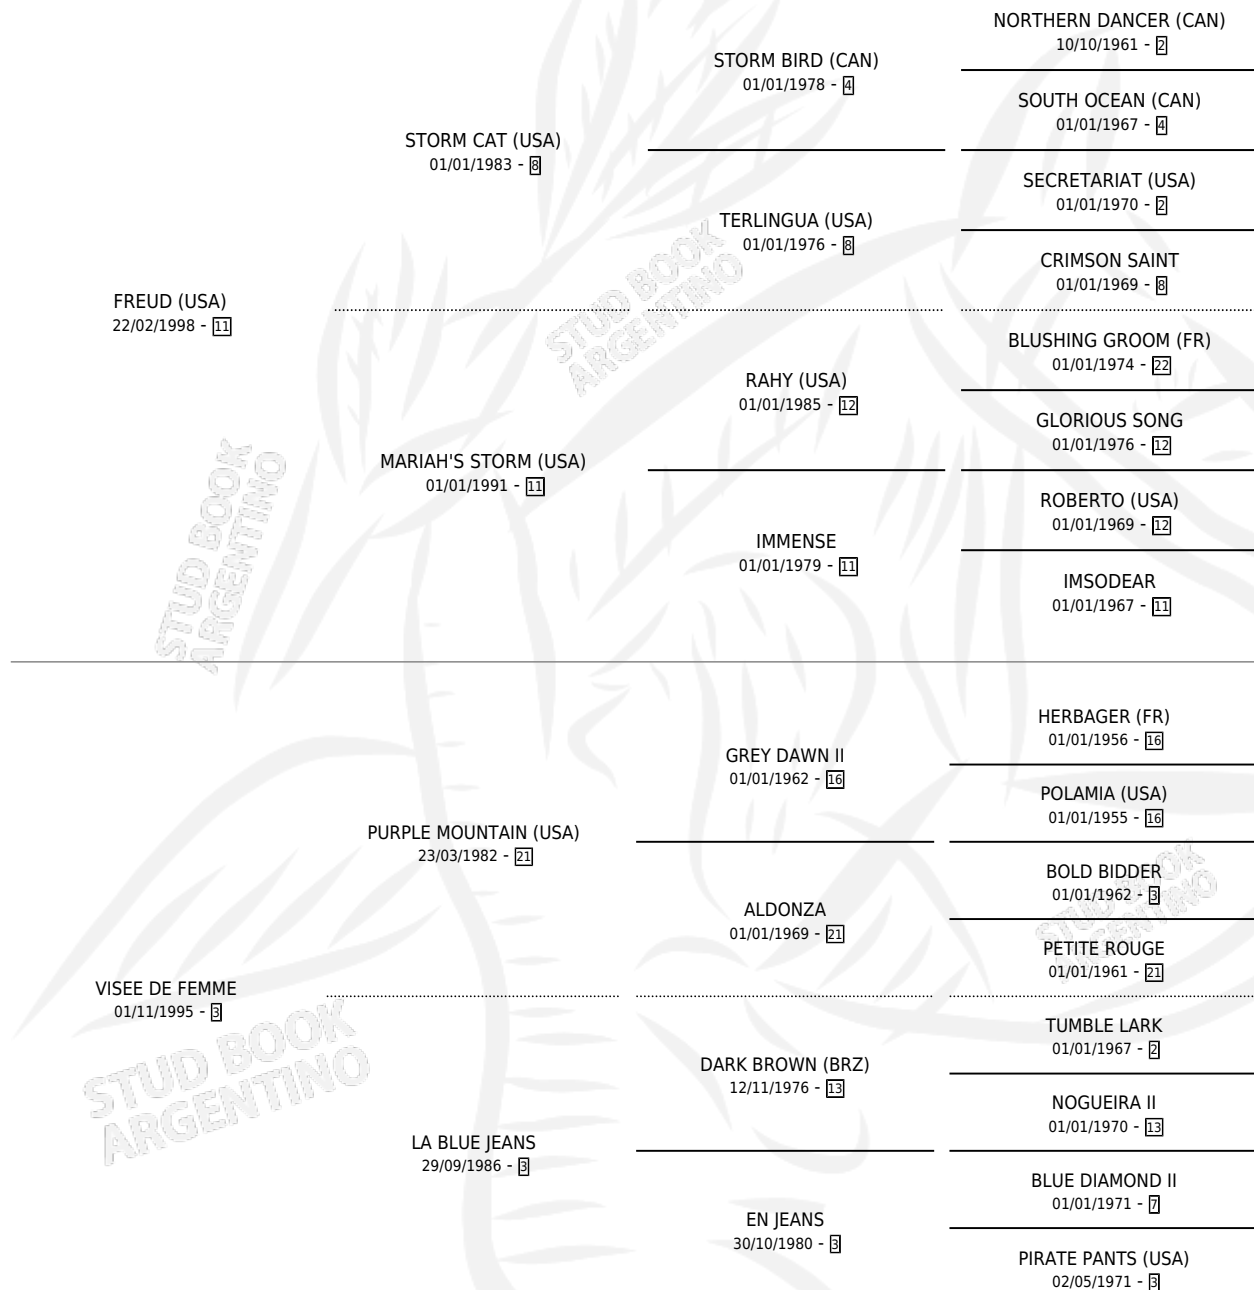 NORTHERN DANCER (CAN)
10/10/1961 - 2
STORM BIRD (CAN)
01/01/1978 - 4
SOUTH OCEAN (CAN)
01/01/1967 - 4
STORM CAT (USA)
01/01/1983 - 8
SECRETARIAT (USA)
01/01/1970 - 2
TERLINGUA (USA)
01/01/1976 - 8
CRIMSON SAINT
01/01/1969 - 8
FREUD (USA)
22/02/1998 - 11
BLUSHING GROOM (FR)
01/01/1974 - 22
RAHY (USA)
01/01/1985 - 12
GLORIOUS SONG
01/01/1976 - 12
MARIAH'S STORM (USA)
01/01/1991 - 11
ROBERTO (USA)
01/01/1969 - 12
IMMENSE
01/01/1979 - 11
IMSODEAR
01/01/1967 - 11
HERBAGER (FR)
01/01/1956 - 16
GREY DAWN II
01/01/1962 - 16
POLAMIA (USA)
01/01/1955 - 16
PURPLE MOUNTAIN (USA)
23/03/1982 - 21
BOLD BIDDER
01/01/1962 - 3
ALDONZA
01/01/1969 - 21
PETITE ROUGE
01/01/1961 - 21
VISEE DE FEMME
01/11/1995 - 3
TUMBLE LARK
01/01/1967 - 2
DARK BROWN (BRZ)
12/11/1976 - 13
NOGUEIRA II
01/01/1970 - 13
LA BLUE JEANS
29/09/1986 - 3
BLUE DIAMOND II
01/01/1971 - 7
EN JEANS
30/10/1980 - 3
PIRATE PANTS (USA)
02/05/1971 - 3
STUD BOOK
ARGENTINO
STUD BOOK
ARGENTINO
STUD BOOK
ARGENTINO
STUD BOOK
ARGENTINO